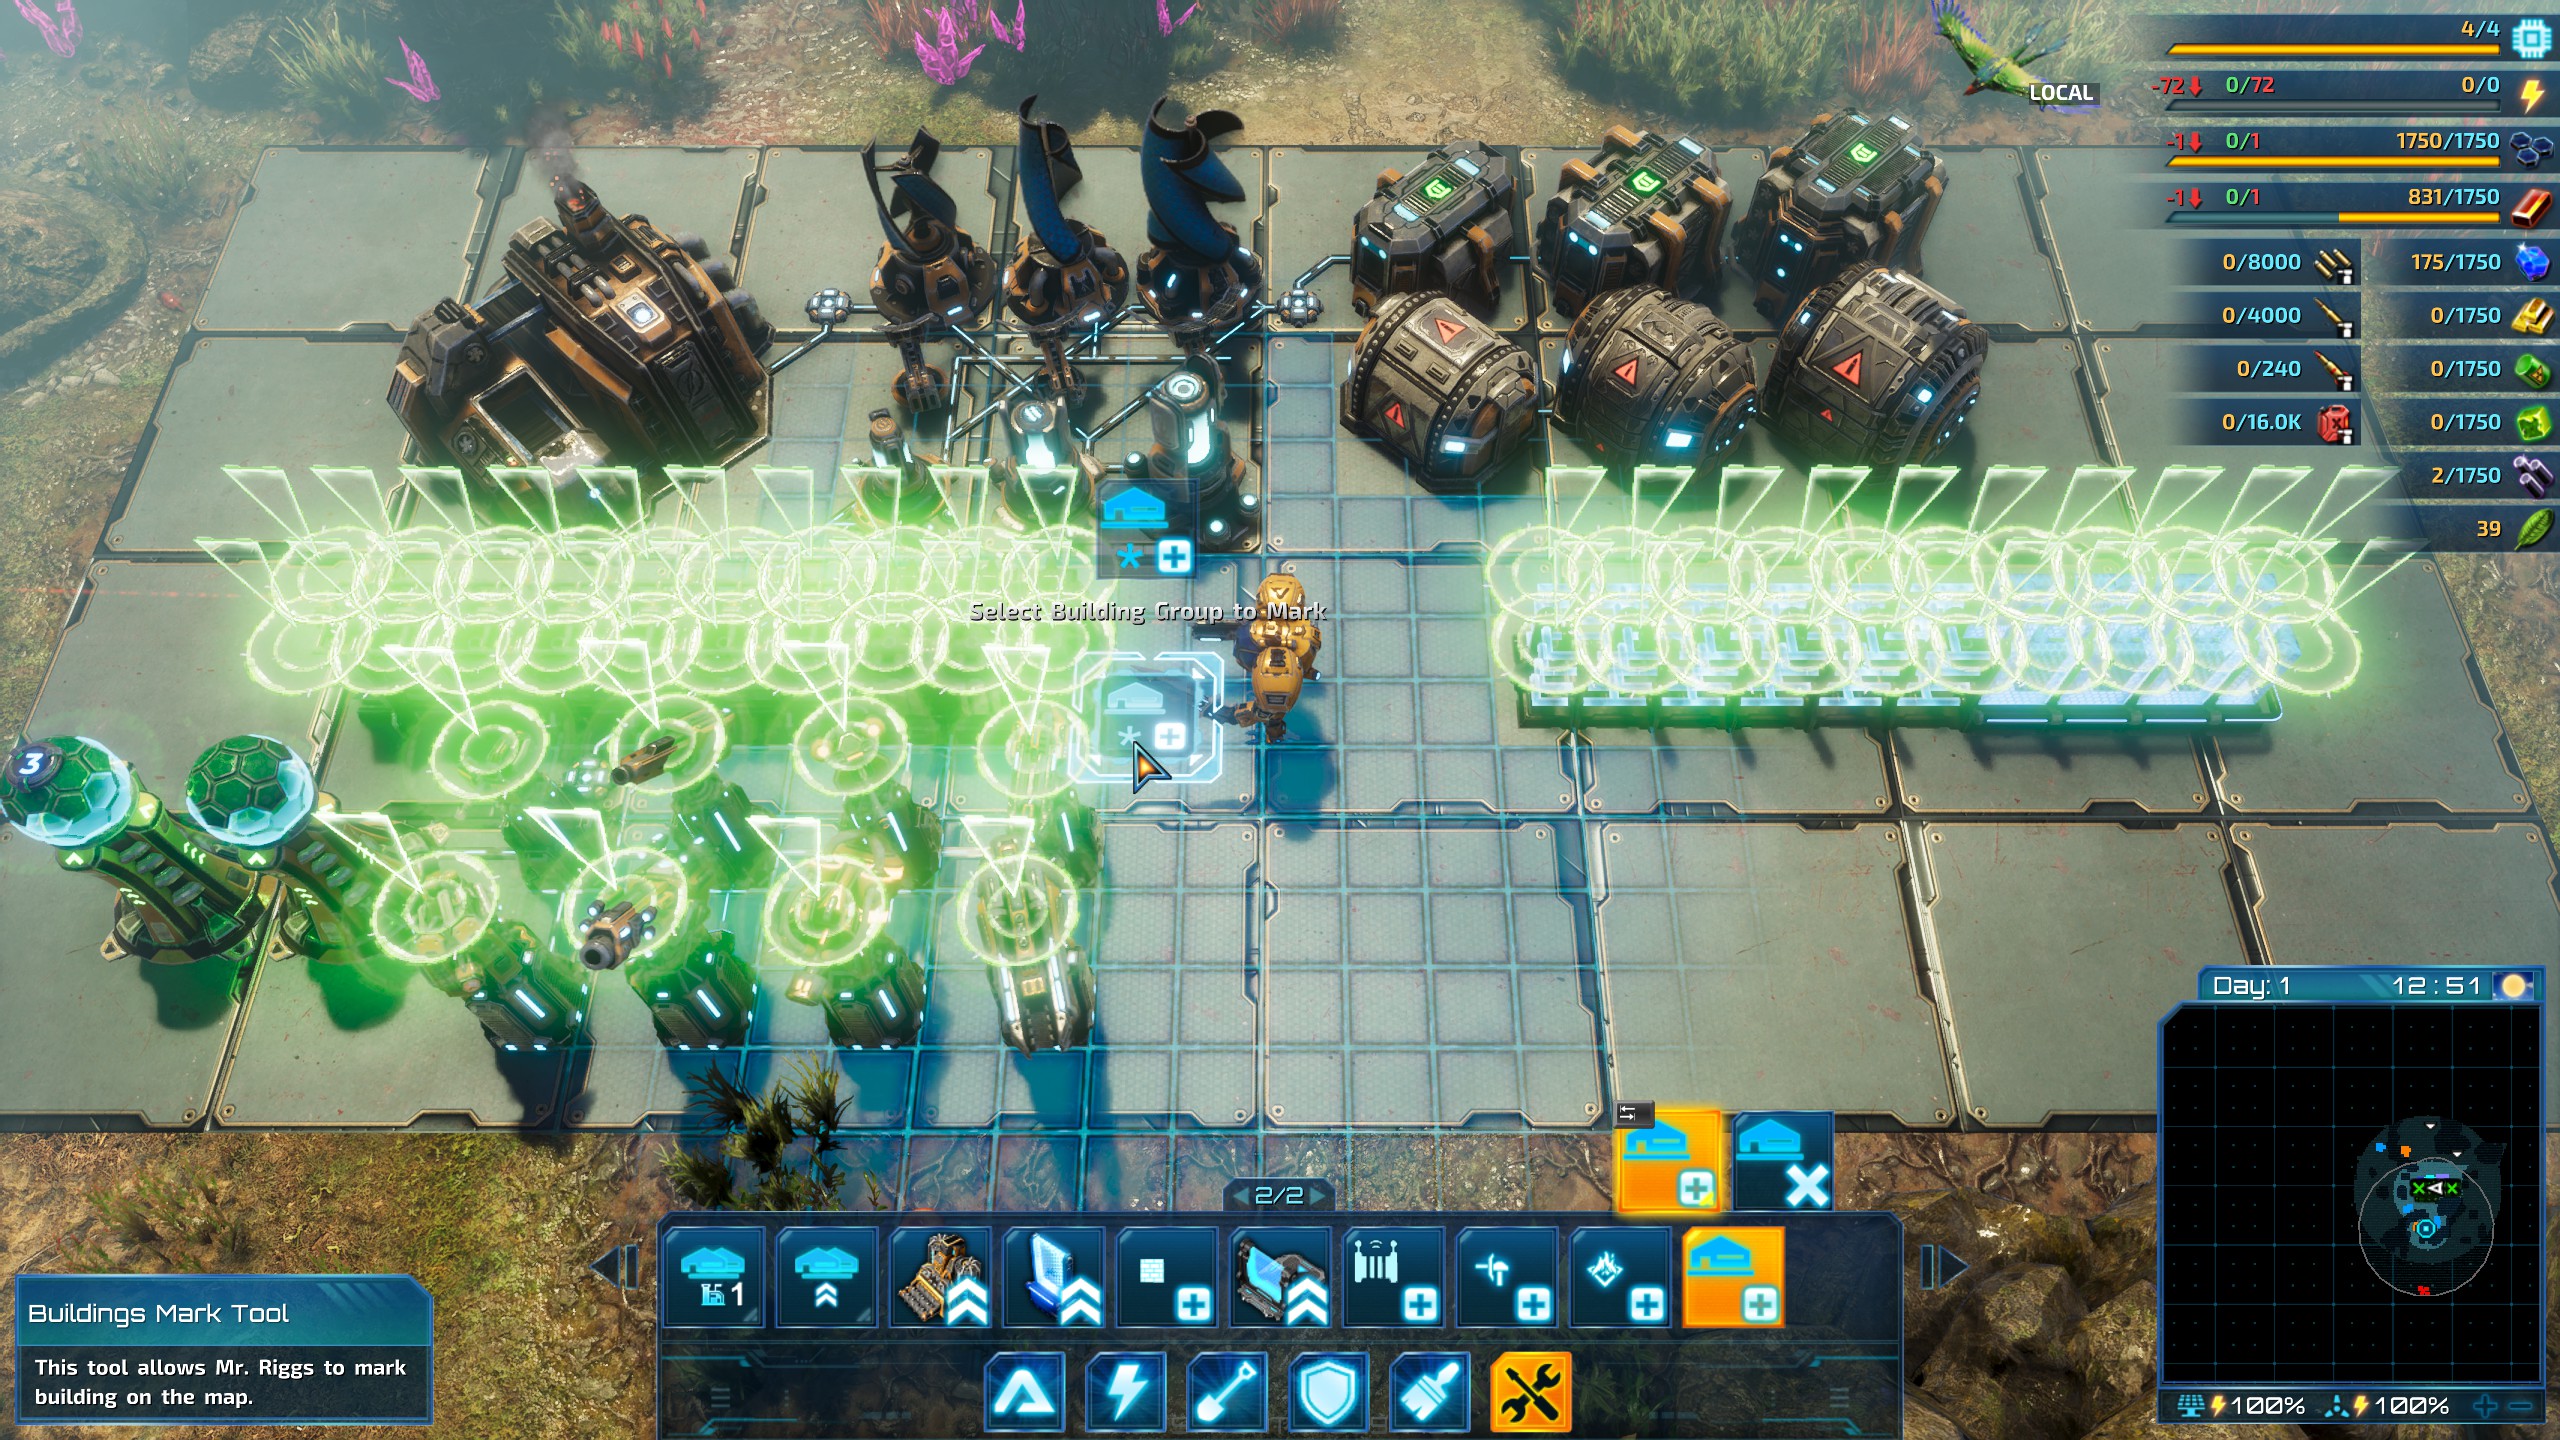 4/4
-72 0/72 0/0
LOCAL
-1 0/1 1750/1750
-1 0/1 831/1750
0/8000 175/1750
0/4000 0/1750
0/240 0/1750
0/16.0K 0/1750
2/1750
39
Select Building Group to Mark
3
Day: 1 12:51
2/2
1
Buildings Mark Tool
This tool allows Mr. Riggs to mark
building on the map.
100% 100%